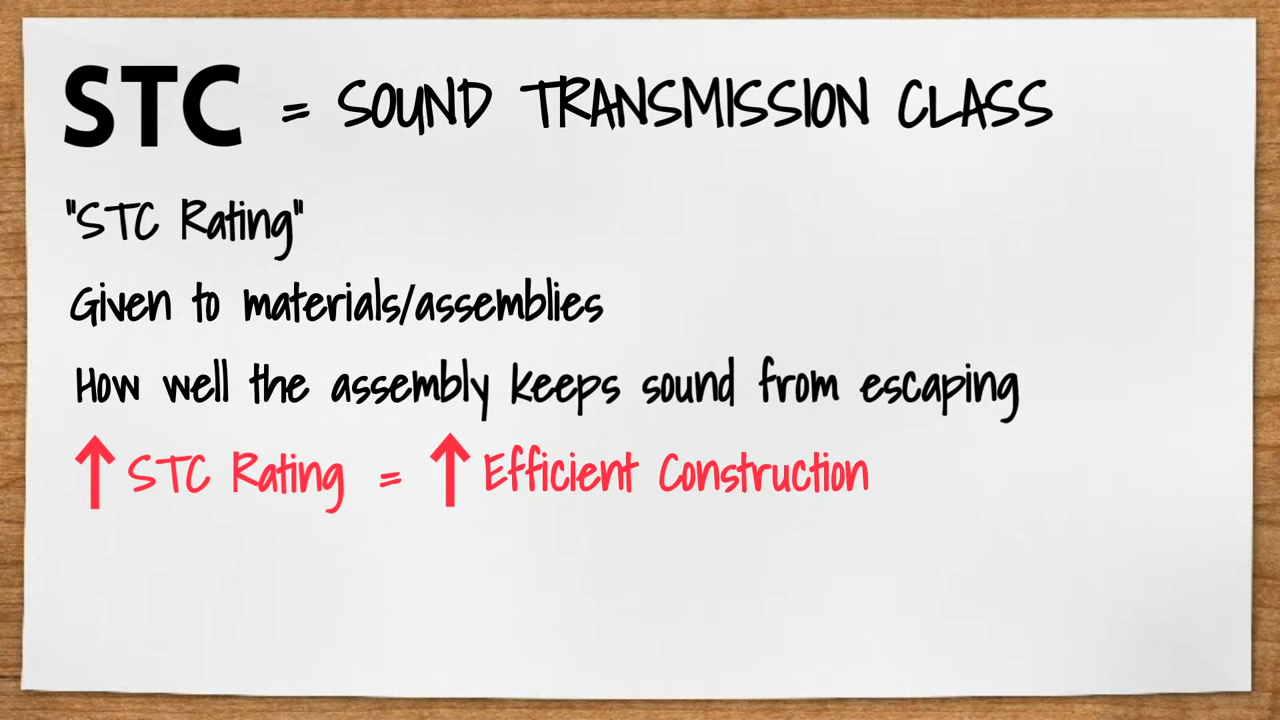 STC = SOUND TRANSMISSION CLASS
"STC Rating"
Given to materials/assemblies
How well the assembly keeps sound from escaping
↑ STC Rating = ↑ Efficient Construction